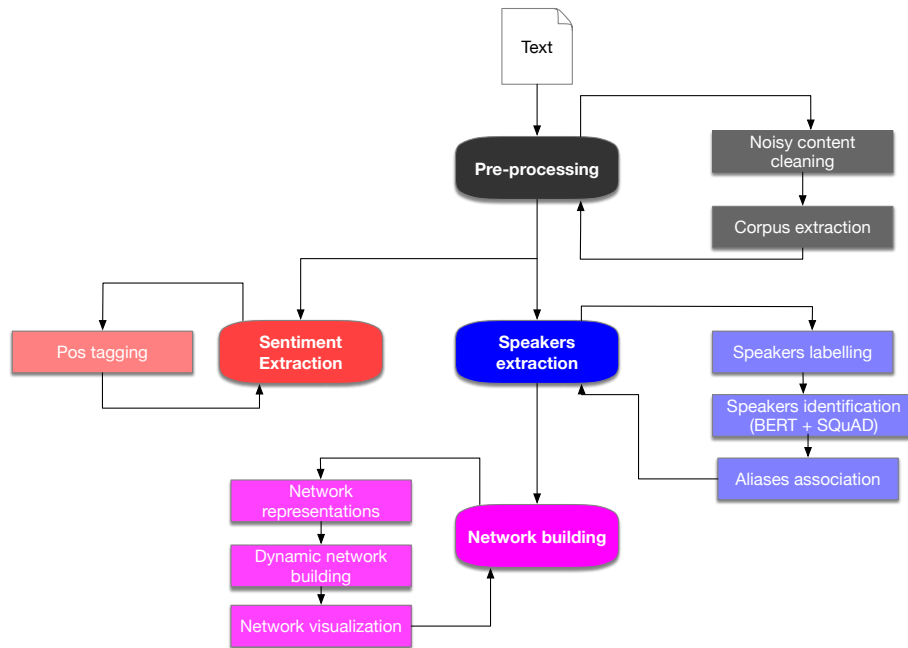 Text
Pre-processing
Noisy content
cleaning
Corpus extraction
Pos tagging
Sentiment
Extraction
Speakers
extraction
Speakers labelling
Speakers identification
(BERT + SQuAD)
Aliases association
Network
representations
Network building
Dynamic network
building
Network visualization